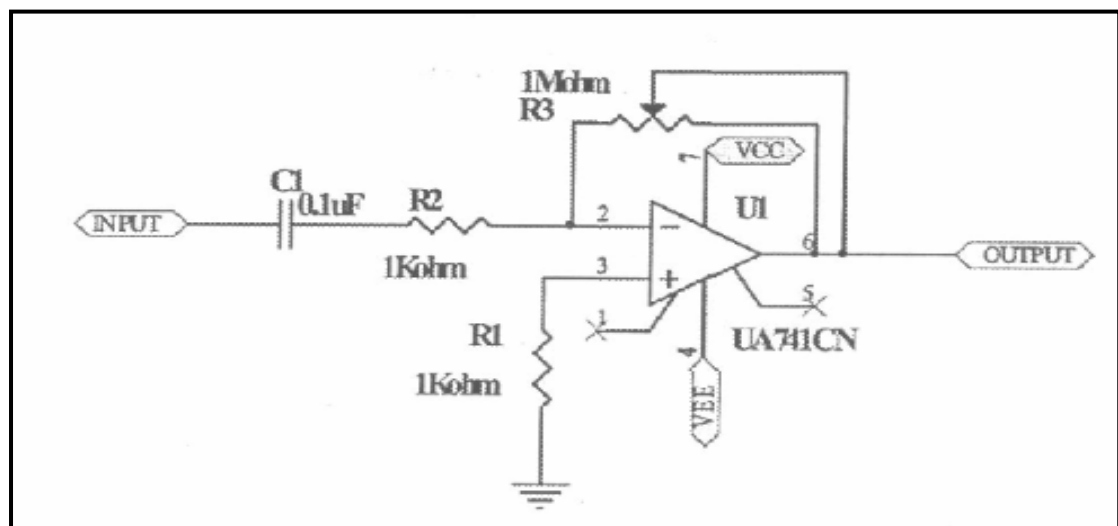 1Mohm
R3
7
VCC
C1
0.1uF
R2
U1
INPUT
2
6
OUTPUT
1Kohm
3
1
5
R1
UA741CN
4
1Kohm
VEE